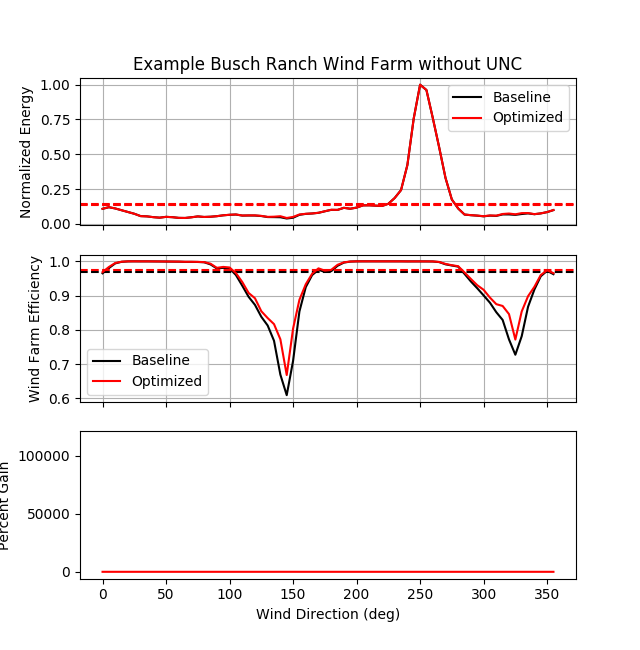 Example Busch Ranch Wind Farm without UNC
Normalized Energy
1.00
0.75
0.50
0.25
0.00
Baseline
Optimized
Wind Farm Efficiency
1.0
0.9
0.8
0.7
0.6
Baseline
Optimized
Percent Gain
100000
50000
0
0
50
100
150
200
250
300
350
Wind Direction (deg)